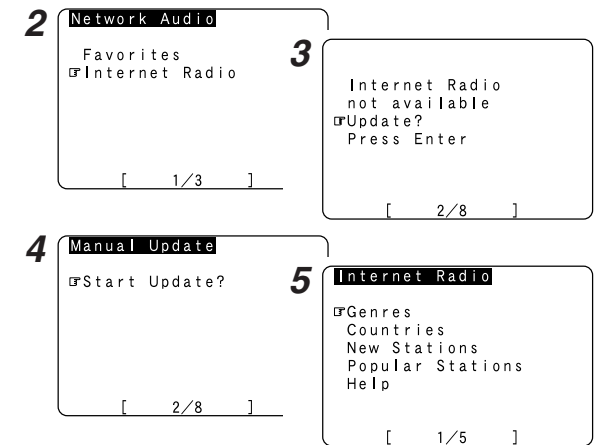 2
Network Audio
Favorites
☞Internet Radio
[ 1/3 ]
3
Internet Radio
not available
☞Update?
Press Enter
[ 2/8 ]
4
Manual Update
☞Start Update?
[ 2/8 ]
5
Internet Radio
☞Genres
Countries
New Stations
Popular Stations
Help
[ 1/5 ]